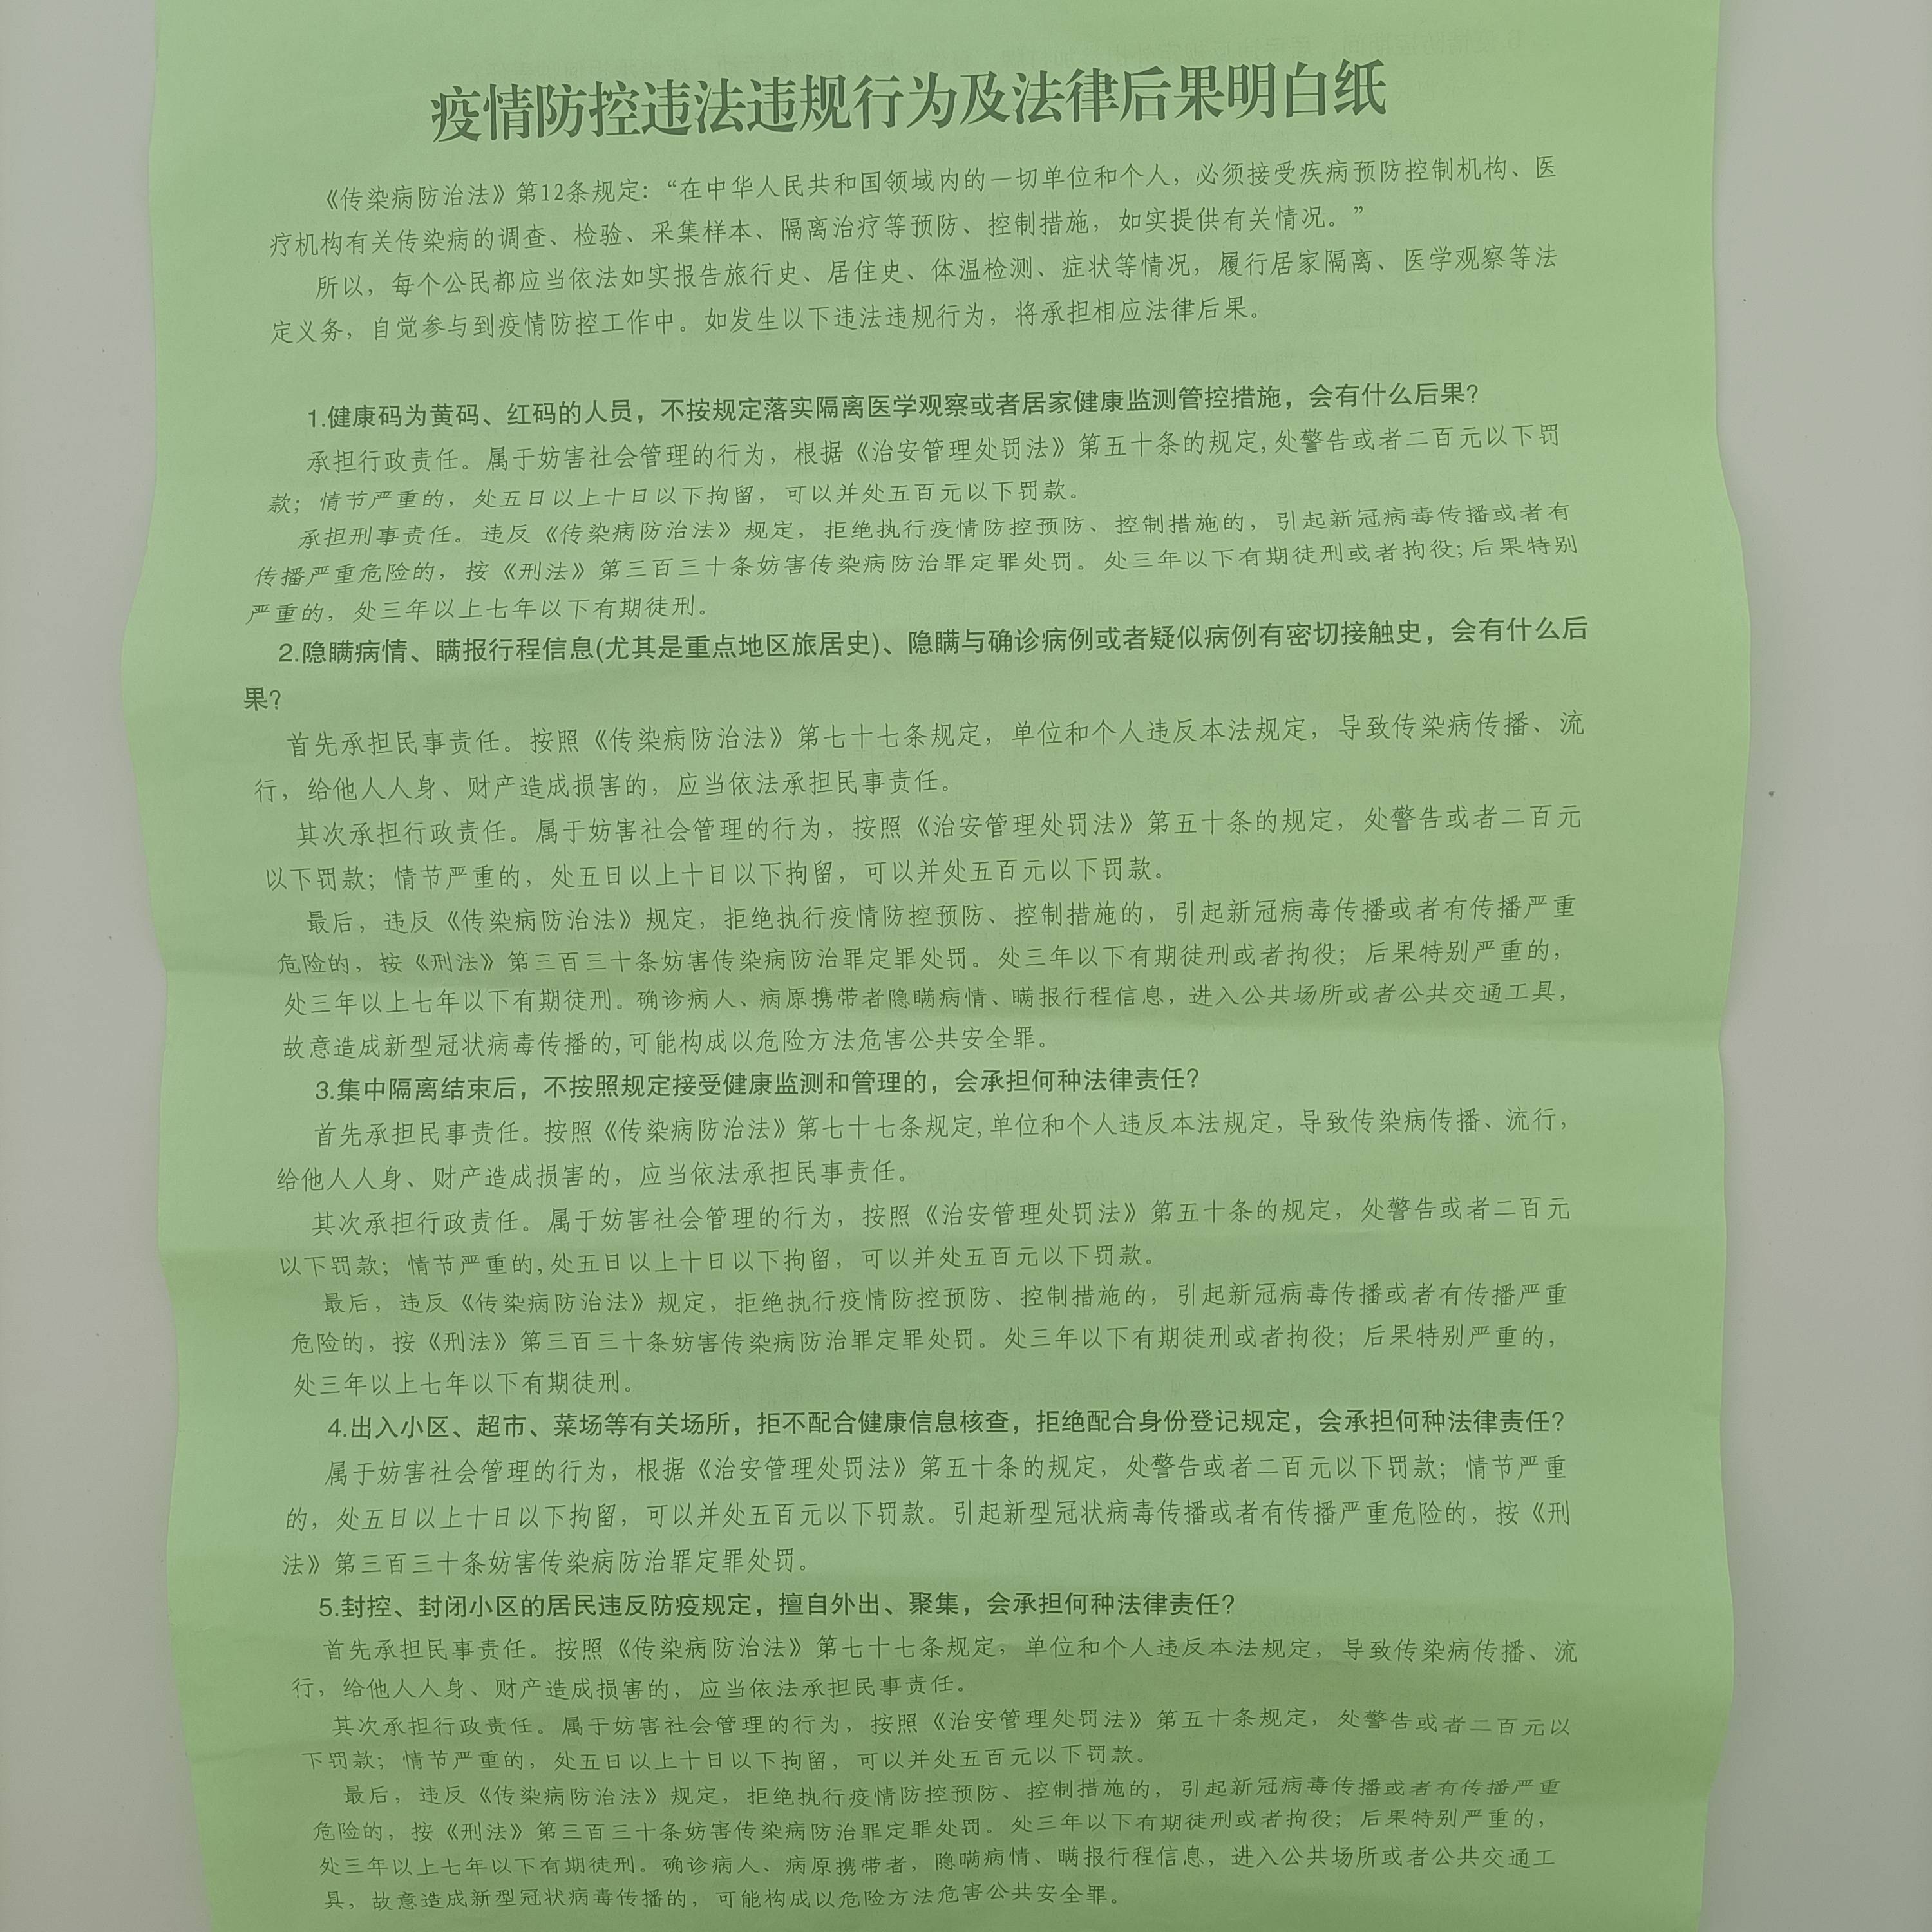 疫情防控违法违规行为及法律后果明白纸
《传染病防治法》第12条规定：“在中华人民共和国领域内的一切单位和个人，必须接受疾病预防控制机构、医
疗机构有关传染病的调查、检验、采集样本、隔离治疗等预防、控制措施，如实提供有关情况。”
所以，每个公民都应当依法如实报告旅行史、居住史、体温检测、症状等情况，履行居家隔离、医学观察等法
定义务，自觉参与到疫情防控工作中。如发生以下违法违规行为，将承担相应法律后果。
1.健康码为黄码、红码的人员，不按规定落实隔离医学观察或者居家健康监测管控措施，会有什么后果？
承担行政责任。属于妨害社会管理的行为，根据《治安管理处罚法》第五十条的规定,处警告或者二百元以下罚
款；情节严重的，处五日以上十日以下拘留，可以并处五百元以下罚款。
承担刑事责任。违反《传染病防治法》规定，拒绝执行疫情防控预防、控制措施的，引起新冠病毒传播或者有
传播严重危险的，按《刑法》第三百三十条妨害传染病防治罪定罪处罚。处三年以下有期徒刑或者拘役;后果特别
严重的，处三年以上七年以下有期徒刑。
2.隐瞒病情、瞒报行程信息(尤其是重点地区旅居史)、隐瞒与确诊病例或者疑似病例有密切接触史，会有什么后
果？
首先承担民事责任。按照《传染病防治法》第七十七条规定，单位和个人违反本法规定，导致传染病传播、流
行，给他人人身、财产造成损害的，应当依法承担民事责任。
其次承担行政责任。属于妨害社会管理的行为，按照《治安管理处罚法》第五十条的规定，处警告或者二百元
以下罚款；情节严重的，处五日以上十日以下拘留，可以并处五百元以下罚款。
最后，违反《传染病防治法》规定，拒绝执行疫情防控预防、控制措施的，引起新冠病毒传播或者有传播严重
危险的，按《刑法》第三百三十条妨害传染病防治罪定罪处罚。处三年以下有期徒刑或者拘役；后果特别严重的，
处三年以上七年以下有期徒刑。确诊病人、病原携带者隐瞒病情、瞒报行程信息，进入公共场所或者公共交通工具，
故意造成新型冠状病毒传播的,可能构成以危险方法危害公共安全罪。
3.集中隔离结束后，不按照规定接受健康监测和管理的，会承担何种法律责任？
首先承担民事责任。按照《传染病防治法》第七十七条规定,单位和个人违反本法规定，导致传染病传播、流行，
给他人人身、财产造成损害的，应当依法承担民事责任。
其次承担行政责任。属于妨害社会管理的行为，按照《治安管理处罚法》第五十条的规定，处警告或者二百元
以下罚款；情节严重的,处五日以上十日以下拘留，可以并处五百元以下罚款。
最后，违反《传染病防治法》规定，拒绝执行疫情防控预防、控制措施的，引起新冠病毒传播或者有传播严重
危险的，按《刑法》第三百三十条妨害传染病防治罪定罪处罚。处三年以下有期徒刑或者拘役；后果特别严重的，
处三年以上七年以下有期徒刑。
4.出入小区、超市、菜场等有关场所，拒不配合健康信息核查，拒绝配合身份登记规定，会承担何种法律责任？
属于妨害社会管理的行为，根据《治安管理处罚法》第五十条的规定，处警告或者二百元以下罚款；情节严重
的，处五日以上十日以下拘留，可以并处五百元以下罚款。引起新型冠状病毒传播或者有传播严重危险的，按《刑
法》第三百三十条妨害传染病防治罪定罪处罚。
5.封控、封闭小区的居民违反防疫规定，擅自外出、聚集，会承担何种法律责任？
首先承担民事责任。按照《传染病防治法》第七十七条规定，单位和个人违反本法规定，导致传染病传播、流
行，给他人人身、财产造成损害的，应当依法承担民事责任。
其次承担行政责任。属于妨害社会管理的行为，按照《治安管理处罚法》第五十条规定，处警告或者二百元以
下罚款；情节严重的，处五日以上十日以下拘留，可以并处五百元以下罚款。
最后，违反《传染病防治法》规定，拒绝执行疫情防控预防、控制措施的，引起新冠病毒传播或者有传播严重
危险的，按《刑法》第三百三十条妨害传染病防治罪定罪处罚。处三年以下有期徒刑或者拘役；后果特别严重的，
处三年以上七年以下有期徒刑。确诊病人、病原携带者，隐瞒病情、瞒报行程信息，进入公共场所或者公共交通工
具，故意造成新型冠状病毒传播的，可能构成以危险方法危害公共安全罪。